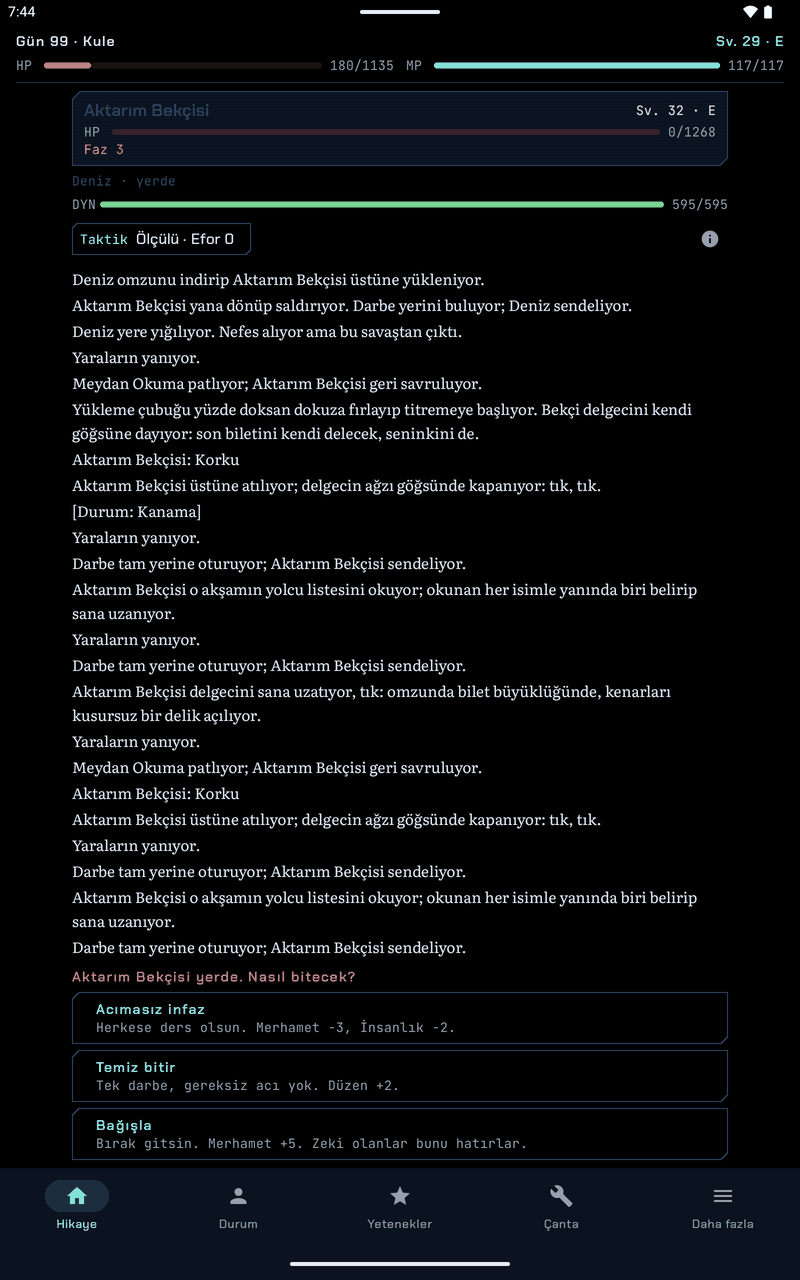 7:44
Gün 99 · Kule
Sv. 29 · E
HP 180/1135 MP 117/117
Aktarım Bekçisi
Sv. 32 · E
HP 0/1268
Faz 3
Deniz · yerde
DYN 595/595
Taktik Ölçülü · Efor 0
Deniz omzunu indirip Aktarım Bekçisi üstüne yükleniyor.
Aktarım Bekçisi yana dönüp saldırıyor. Darbe yerini buluyor; Deniz sendeliyor.
Deniz yere yığılıyor. Nefes alıyor ama bu savaştan çıktı.
Yaraların yanıyor.
Meydan Okuma patlıyor; Aktarım Bekçisi geri savruluyor.
Yükleme çubuğu yüzde doksan dokuza fırlayıp titremeye başlıyor. Bekçi delgecini kendi
göğsüne dayıyor: son biletini kendi delecek, seninkini de.
Aktarım Bekçisi: Korku
Aktarım Bekçisi üstüne atılıyor; delgecin ağzı göğsünde kapanıyor: tık, tık.
[Durum: Kanama]
Yaraların yanıyor.
Darbe tam yerine oturuyor; Aktarım Bekçisi sendeliyor.
Aktarım Bekçisi o akşamın yolcu listesini okuyor; okunan her isimle yanında biri belirip
sana uzanıyor.
Yaraların yanıyor.
Darbe tam yerine oturuyor; Aktarım Bekçisi sendeliyor.
Aktarım Bekçisi delgecini sana uzatıyor, tık: omzunda bilet büyüklüğünde, kenarları
kusursuz bir delik açılıyor.
Yaraların yanıyor.
Meydan Okuma patlıyor; Aktarım Bekçisi geri savruluyor.
Aktarım Bekçisi: Korku
Aktarım Bekçisi üstüne atılıyor; delgecin ağzı göğsünde kapanıyor: tık, tık.
Yaraların yanıyor.
Darbe tam yerine oturuyor; Aktarım Bekçisi sendeliyor.
Aktarım Bekçisi o akşamın yolcu listesini okuyor; okunan her isimle yanında biri belirip
sana uzanıyor.
Darbe tam yerine oturuyor; Aktarım Bekçisi sendeliyor.
Aktarım Bekçisi yerde. Nasıl bitecek?
Acımasız infaz
Herkese ders olsun. Merhamet -3, İnsanlık -2.
Temiz bitir
Tek darbe, gereksiz acı yok. Düzen +2.
Bağışla
Bırak gitsin. Merhamet +5. Zeki olanlar bunu hatırlar.
Hikaye
Durum
Yetenekler
Çanta
Daha fazla